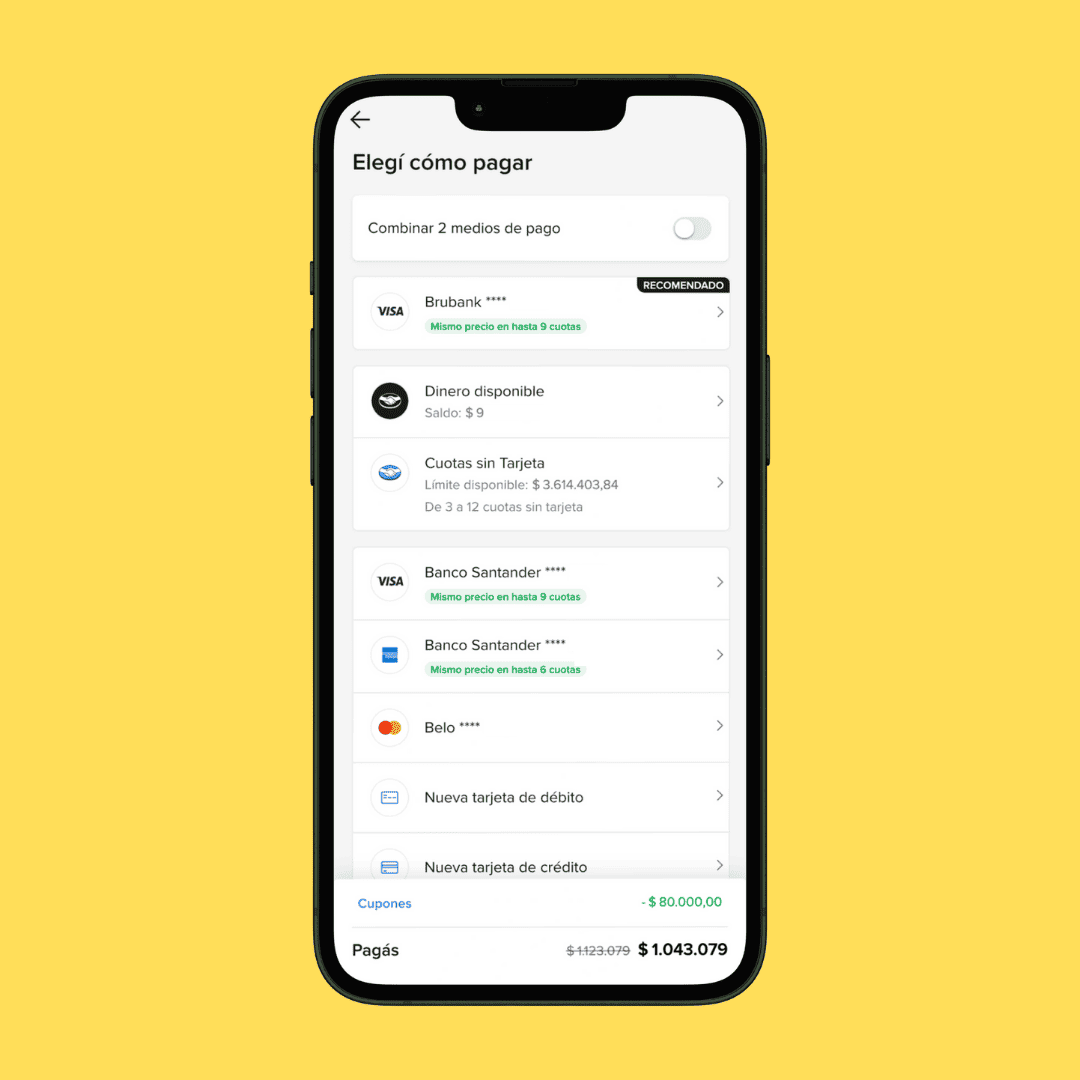 Elegí cómo pagar
Combinar 2 medios de pago
RECOMENDADO
VISA
Brubank ****
Mismo precio en hasta 9 cuotas
Dinero disponible
Saldo: $ 9
Cuotas sin Tarjeta
Límite disponible: $ 3.614.403,84
De 3 a 12 cuotas sin tarjeta
VISA
Banco Santander ****
Mismo precio en hasta 9 cuotas
Banco Santander ****
Mismo precio en hasta 6 cuotas
Belo ****
Nueva tarjeta de débito
Nueva tarjeta de crédito
Cupones
- $ 80.000,00
Pagás
$ 1.123.079 $ 1.043.079